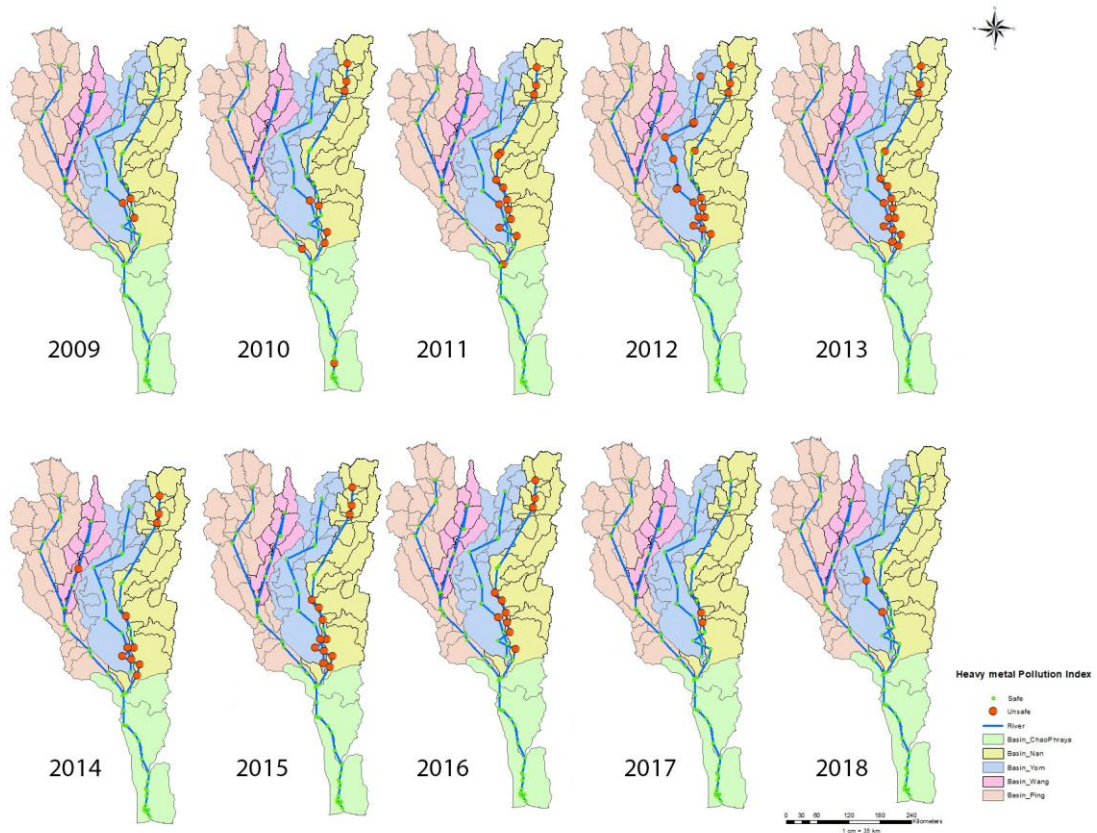 2009
2010
2011
2012
2013
2014
2015
2016
2017
2018
Heavy metal Pollution Index
Safe
Unsafe
River
Basin_ChaoPhraya
Basin_Nan
Basin_Yom
Basin_Wang
Basin_Ping
0 30 60 120 180 240
Kilometers
1 cm = 35 km